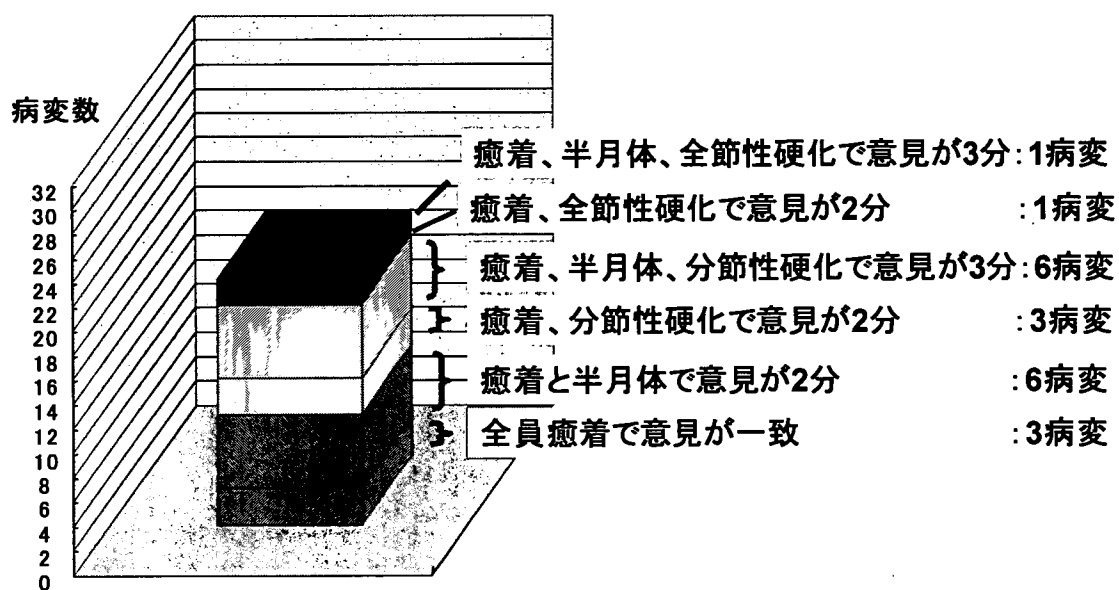 病変数
32
30
28
26
24
22
20
18
16
14
12
10
8
6
4
2
0
癒着、半月体、全節性硬化で意見が3分:1病変
癒着、全節性硬化で意見が2分 :1病変
癒着、半月体、分節性硬化で意見が3分:6病変
癒着、分節性硬化で意見が2分 :3病変
癒着と半月体で意見が2分 :6病変
全員癒着で意見が一致 :3病変